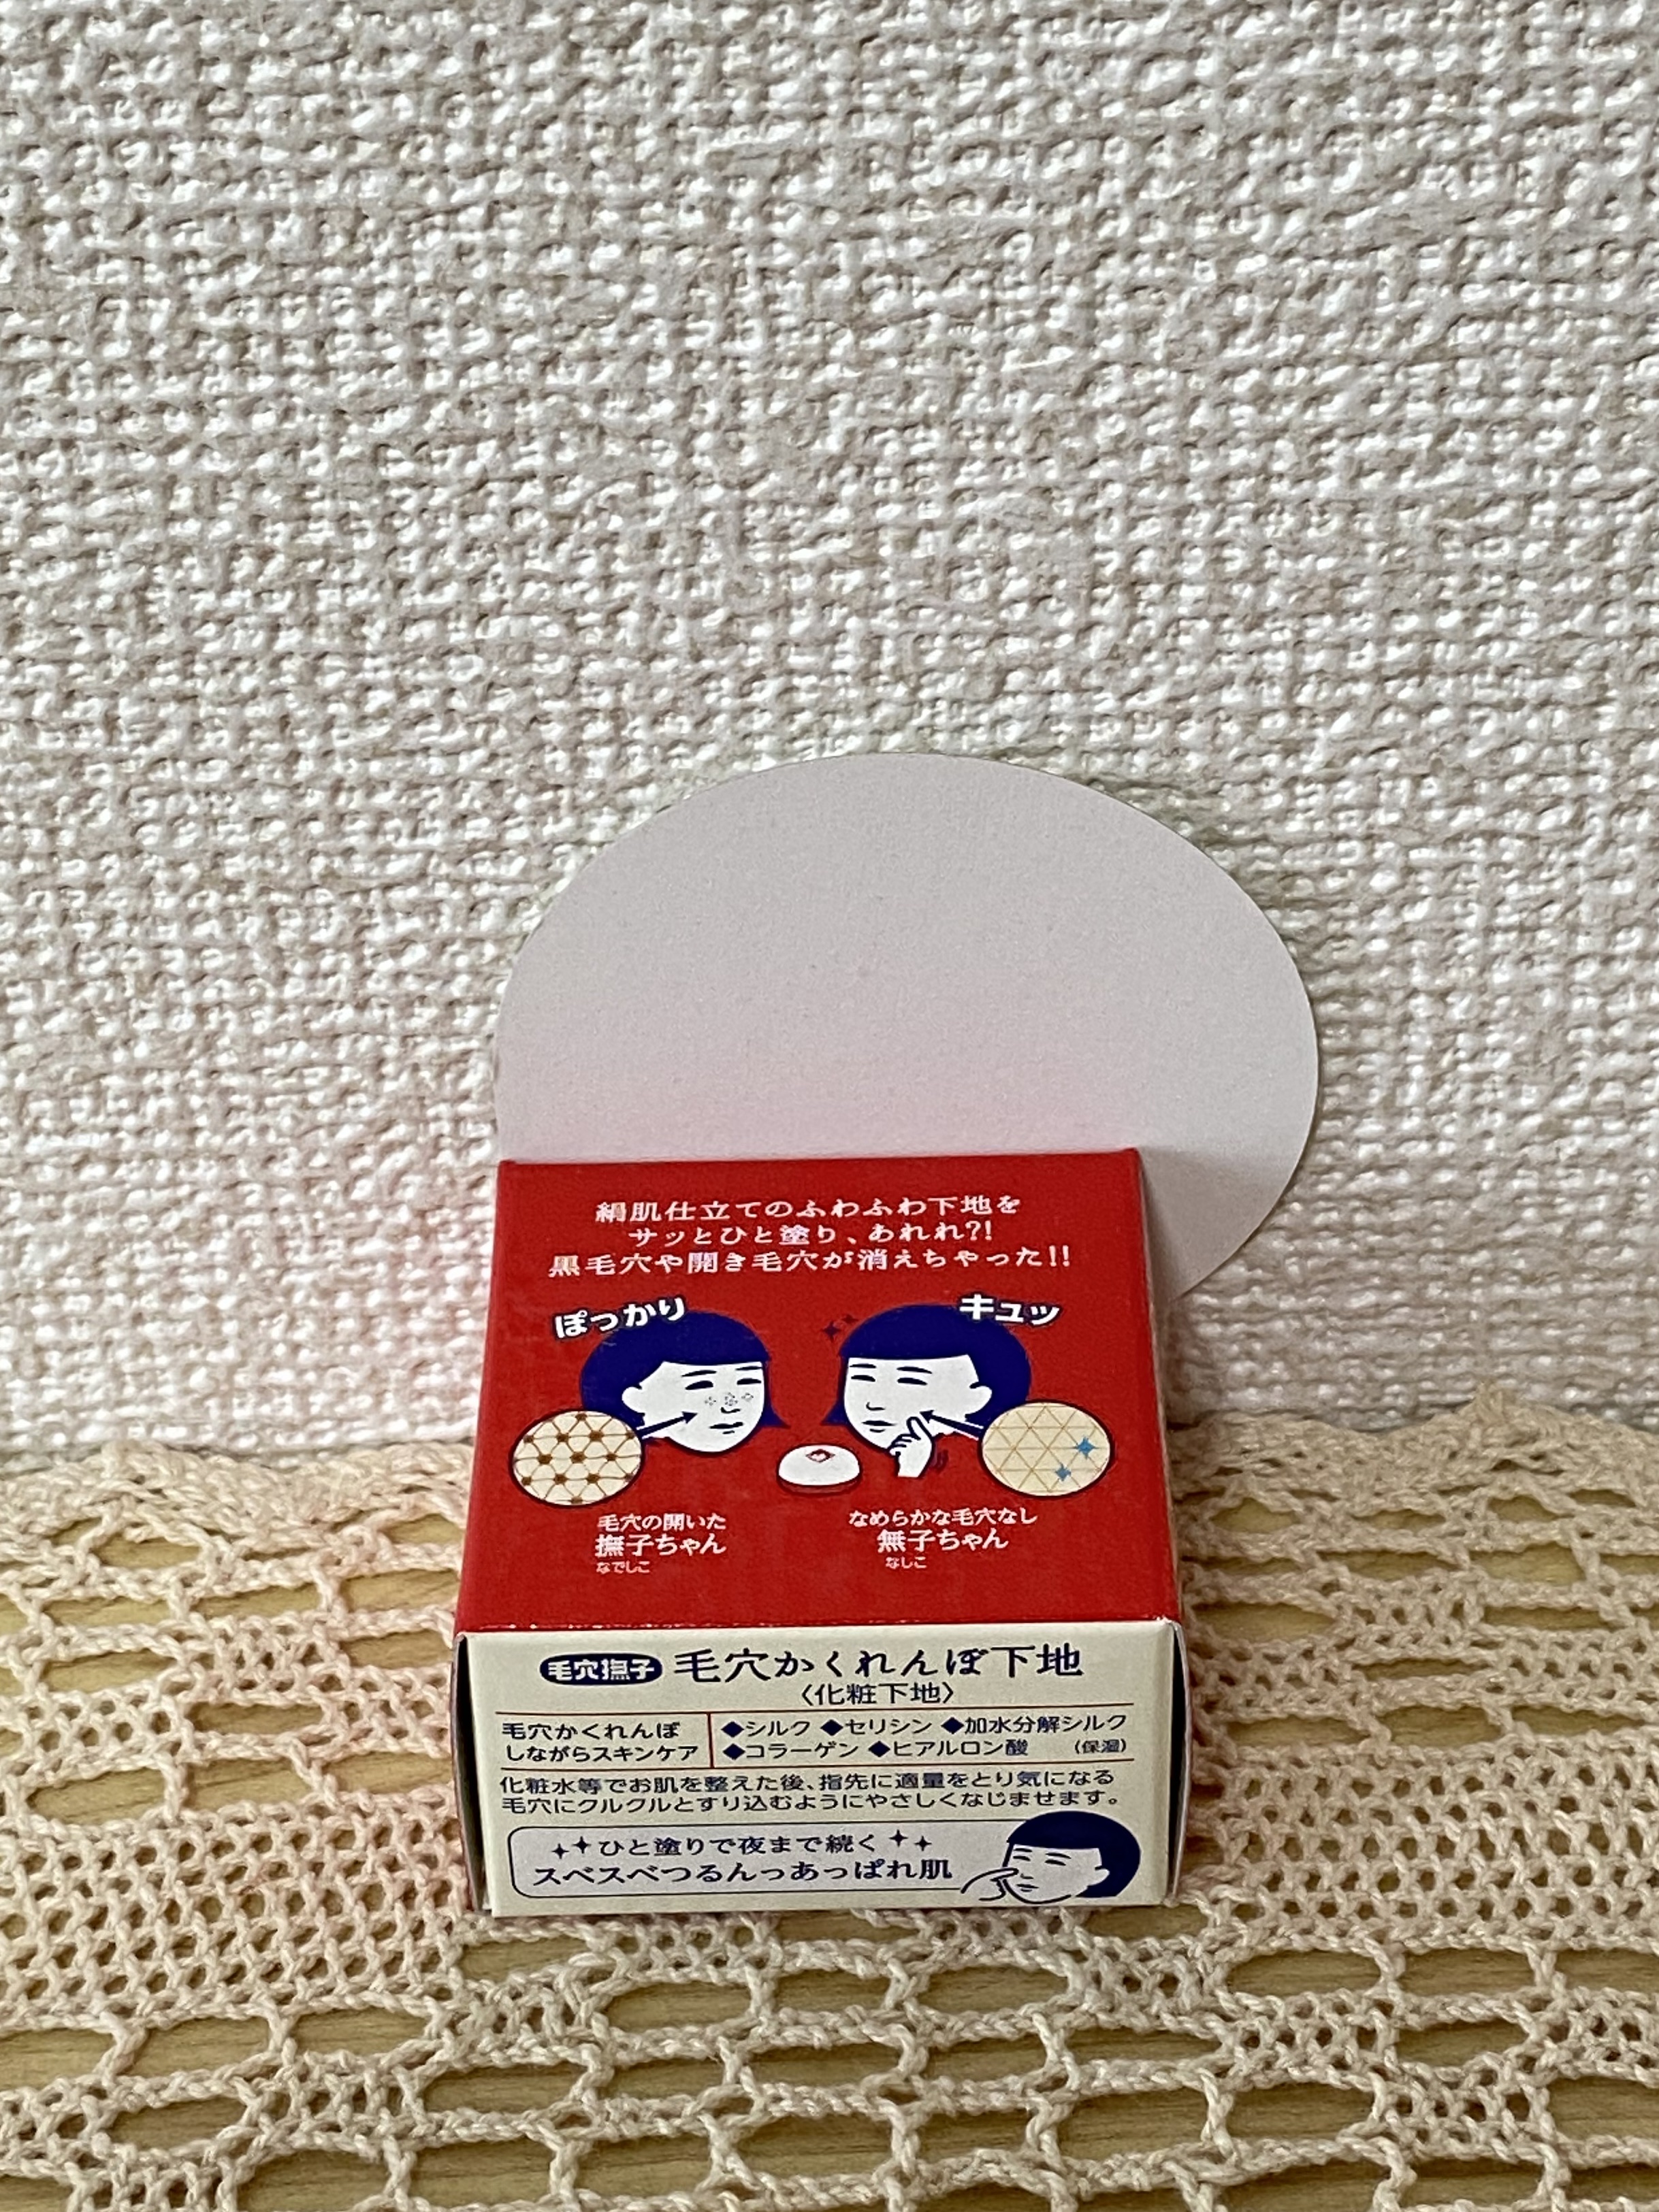 絹肌仕立てのふわふわ下地を
サッとひと塗り、あれれ?!
黒毛穴や開き毛穴が消えちゃった!!
ぽっかり
キュッ
毛穴の開いた
撫子ちゃん
なでしこ
なめらかな毛穴なし
無子ちゃん
なしこ
毛穴撫子 毛穴かくれんぼ下地
〈化粧下地〉
毛穴かくれんぼ
しながらスキンケア
◆シルク ◆セリシン ◆加水分解シルク
◆コラーゲン ◆ヒアルロン酸 (保湿)
化粧水等でお肌を整えた後、指先に適量をとり気になる
毛穴にクルクルとすり込むようにやさしくなじませます。
ひと塗りで夜まで続く
スベスベつるんっあっぱれ肌